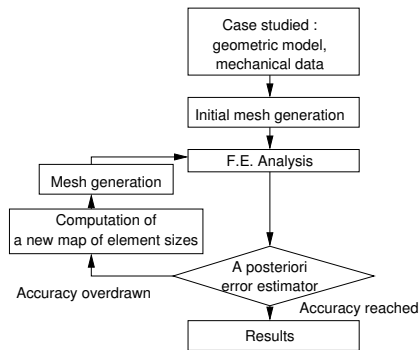 Case studied :
geometric model,
mechanical data
Initial mesh generation
F.E. Analysis
Mesh generation
Computation of
a new map of element sizes
A posteriori
error estimator
Accuracy overdrawn
Accuracy reached
Results